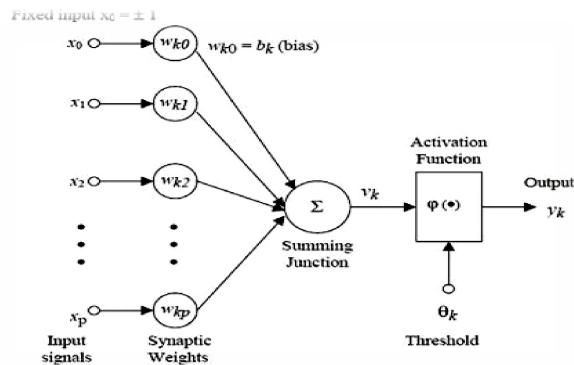 Fixed input x₀ = ± 1
x₀
wk0
wk0 = bk (bias)
x₁
wk1
Activation
Function
x₂
wk2
Σ
vk
φ (•)
Output
yk
Summing
Junction
xp
wkp
θk
Input
signals
Synaptic
Weights
Threshold